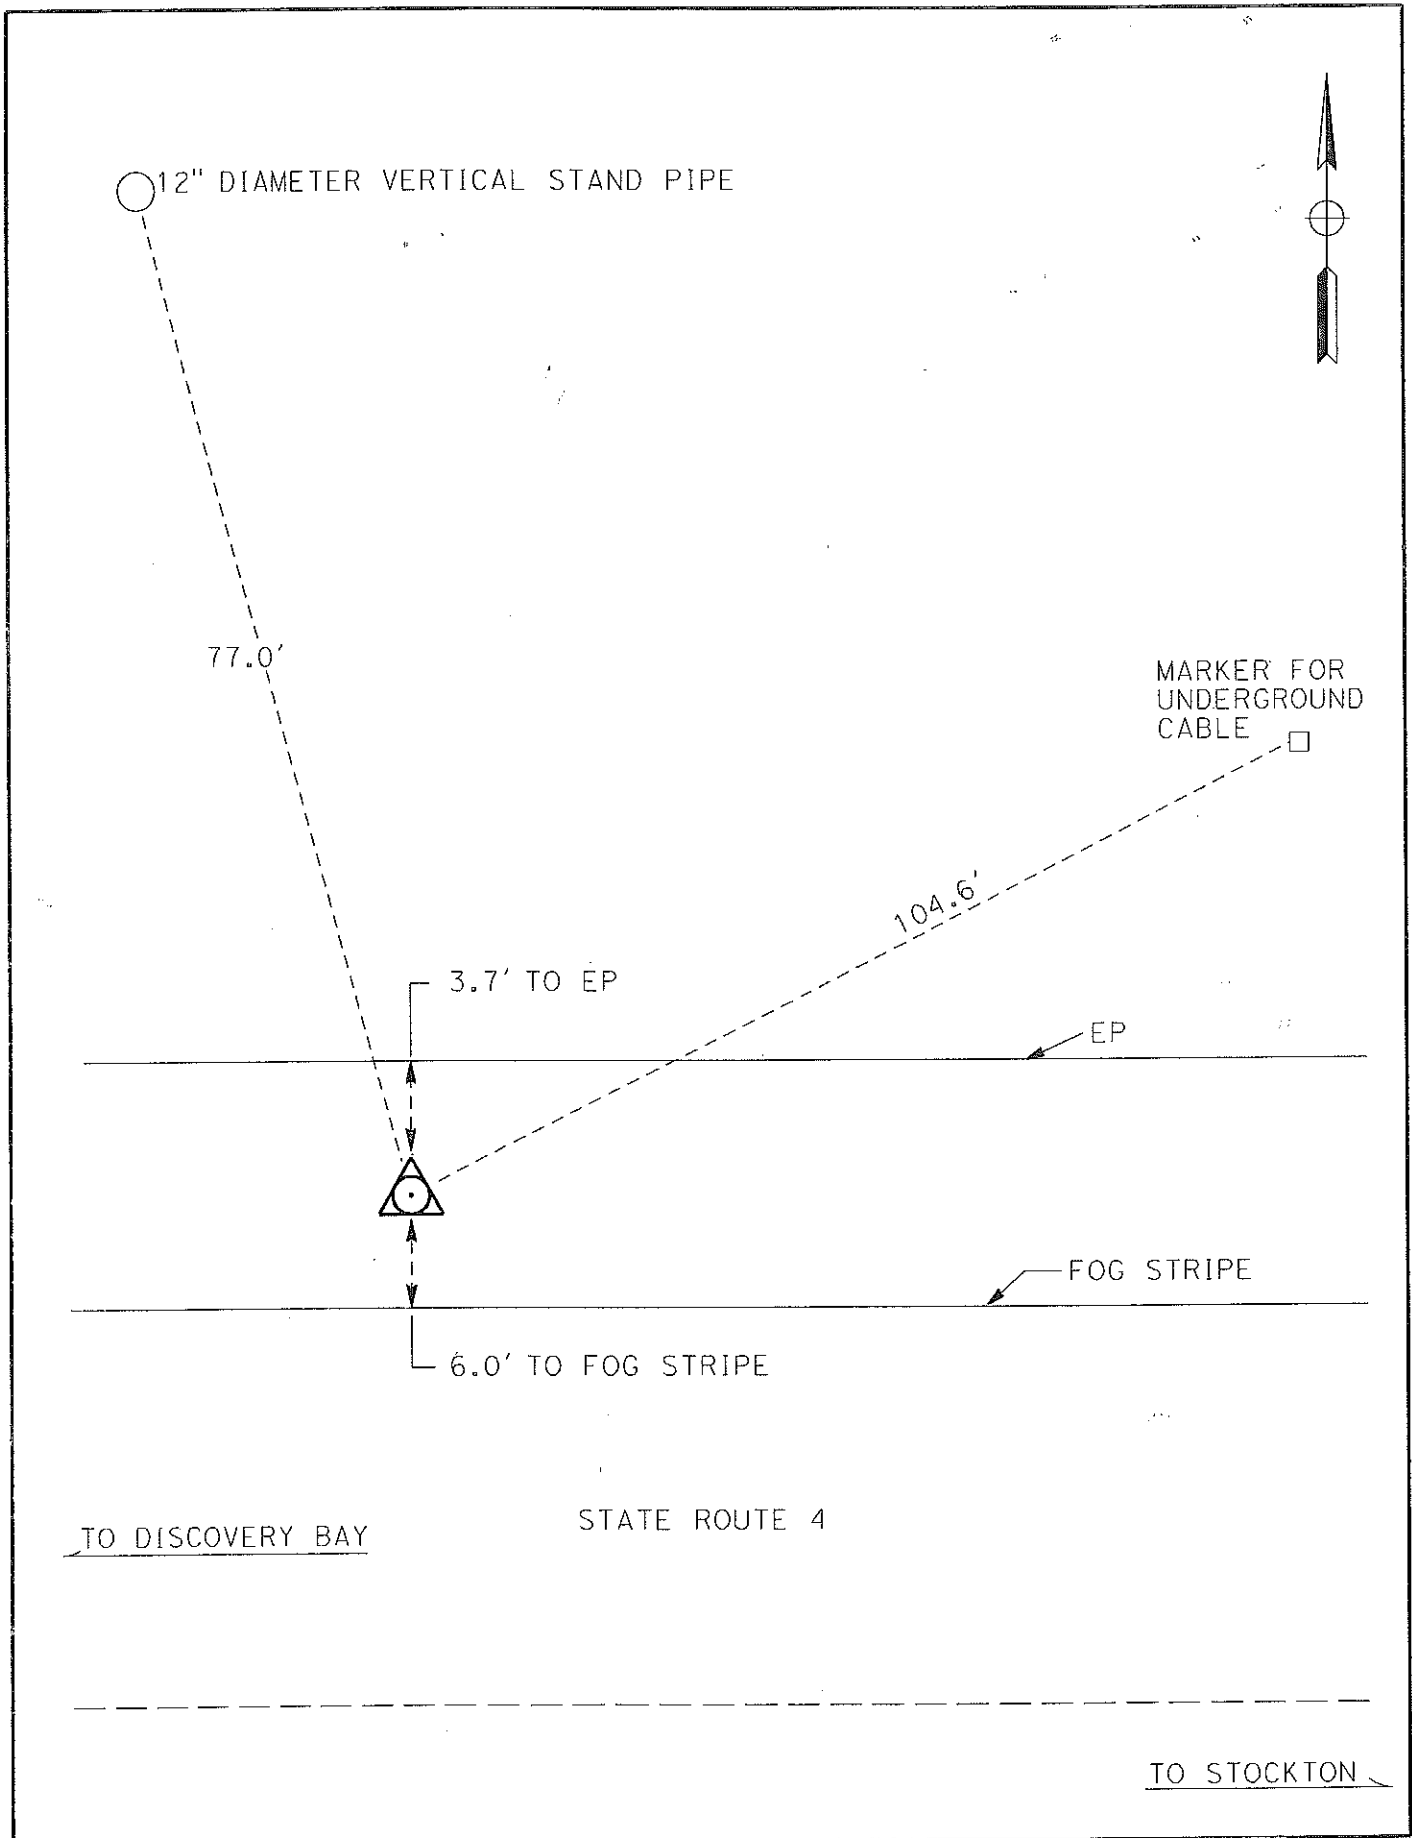 12" DIAMETER VERTICAL STAND PIPE
77.0'
MARKER FOR
UNDERGROUND
CABLE
104.6'
3.7' TO EP
EP
FOG STRIPE
6.0' TO FOG STRIPE
STATE ROUTE 4
TO DISCOVERY BAY
TO STOCKTON